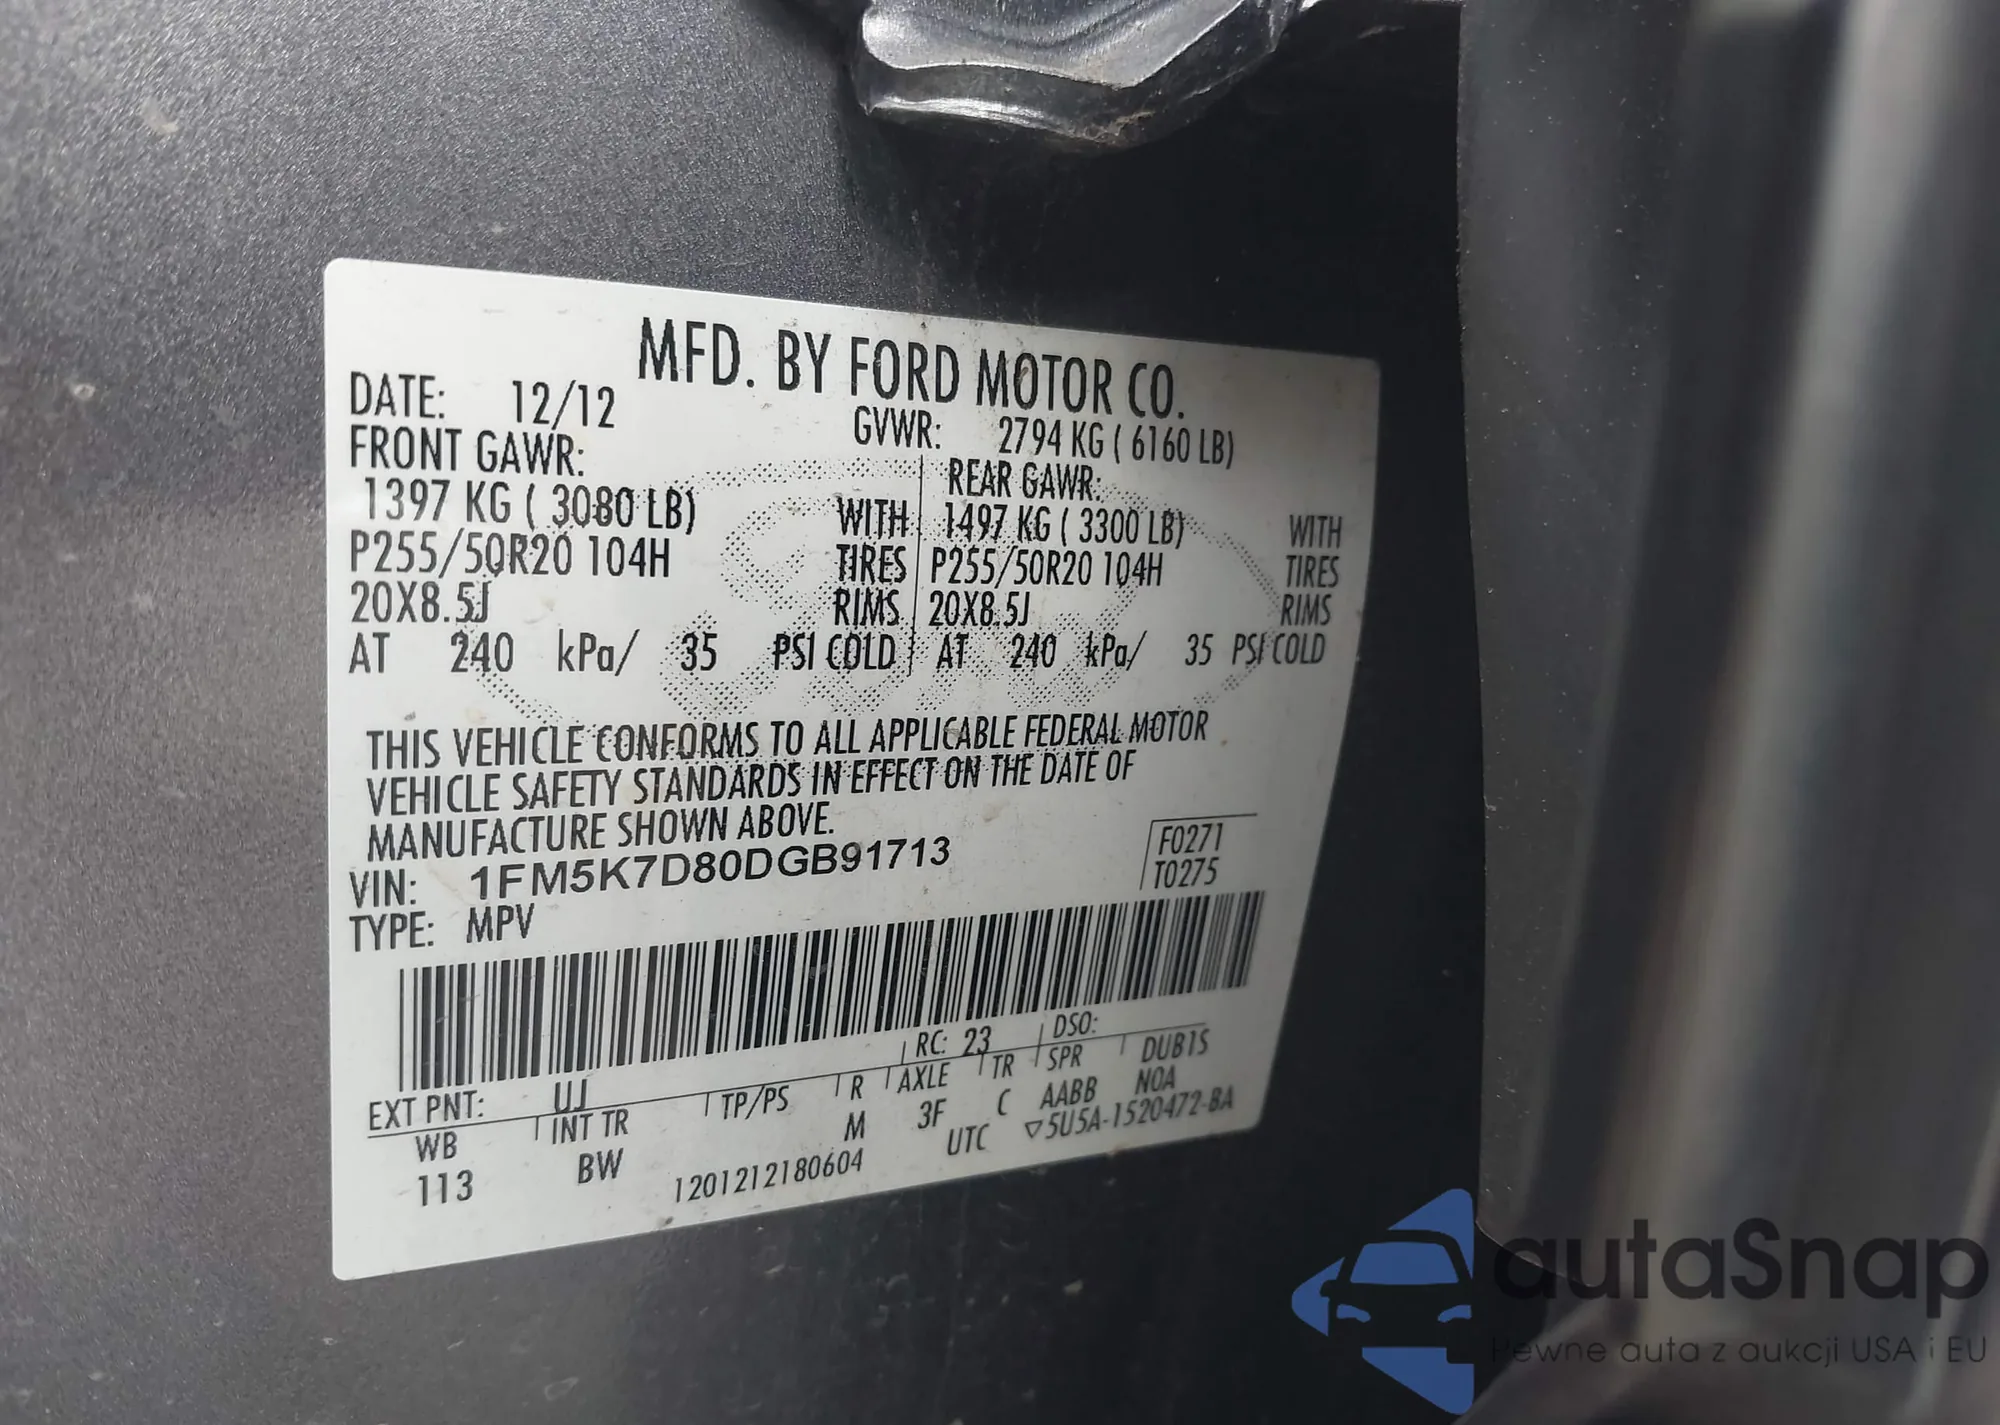 MFD. BY FORD MOTOR CO.
DATE: 12/12
GVWR: 2794 KG ( 6160 LB)
FRONT GAWR:
REAR GAWR:
1397 KG ( 3080 LB) WITH 1497 KG ( 3300 LB) WITH
P255/50R20 104H TIRES P255/50R20 104H TIRES
20X8.5J RIMS 20X8.5J RIMS
AT 240 kPa/ 35 PSI COLD AT 240 kPa/ 35 PSI COLD
THIS VEHICLE CONFORMS TO ALL APPLICABLE FEDERAL MOTOR
VEHICLE SAFETY STANDARDS IN EFFECT ON THE DATE OF
MANUFACTURE SHOWN ABOVE.
VIN: 1FM5K7D80DGB91713
TYPE: MPV
F0271
T0275
EXT PNT: UJ RC: 23 DSO:
WB INT TR TP/PS R AXLE TR SPR DUB1S
113 BW M 3F C AABB N0A
1201212180604 UTC ▽5U5A-1520472-BA
autaSnap
Pewne auta z aukcji USA i EU